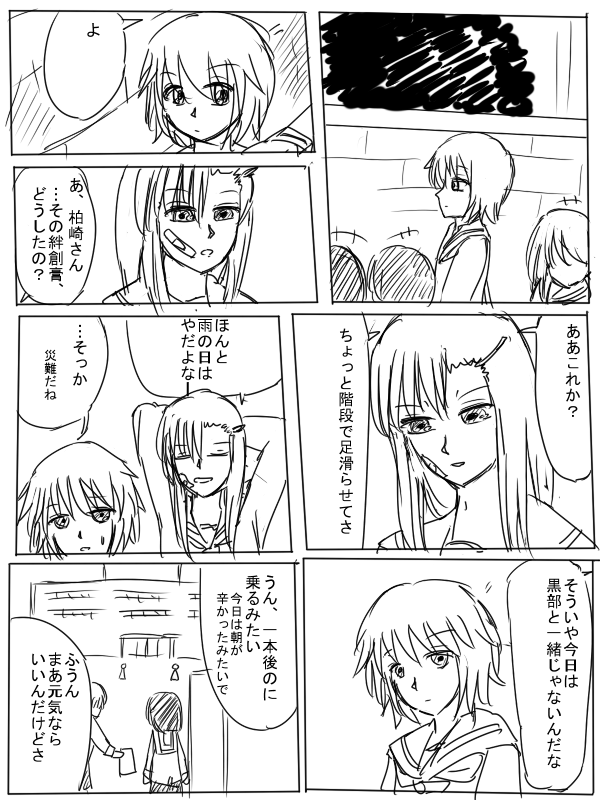 よ
あ、柏崎さん
…その絆創膏、
どうしたの？
ああこれか？
ちょっと階段で足滑らせてさ
ほんと
雨の日は
やだよな
…そっか
災難だね
そういや今日は
黒部と一緒じゃないんだな
うん、一本後のに
乗るみたい
今日は朝が
辛かったみたいで
ふうん
まあ元気なら
いいんだけどさ